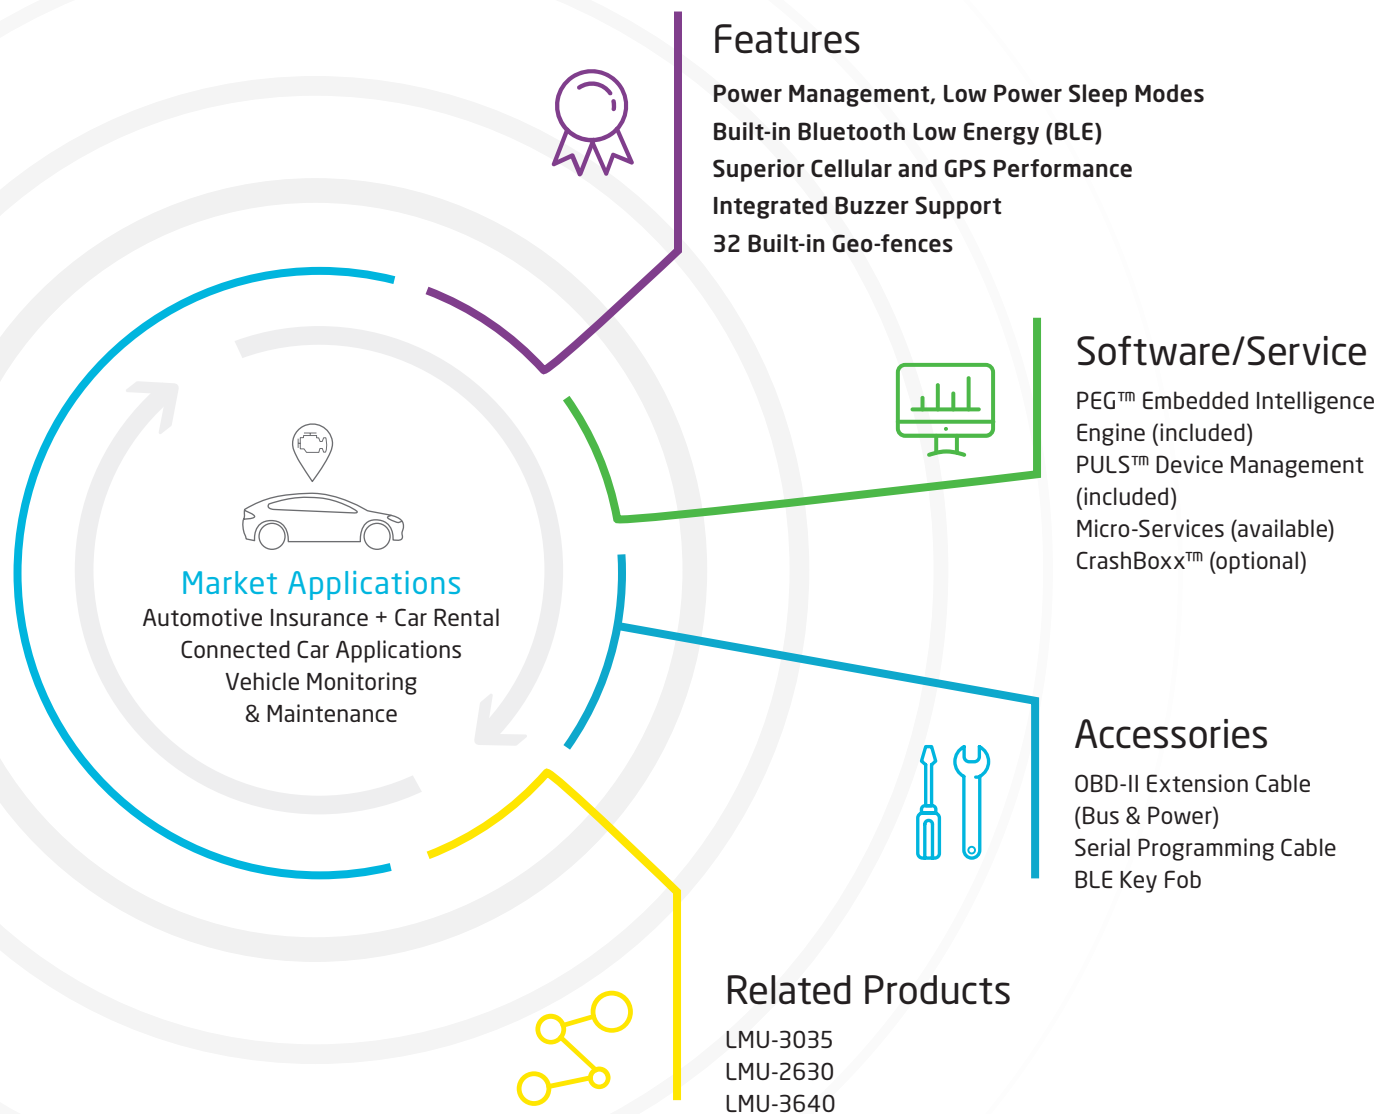 Features
Power Management, Low Power Sleep Modes
Built-in Bluetooth Low Energy (BLE)
Superior Cellular and GPS Performance
Integrated Buzzer Support
32 Built-in Geo-fences
Software/Service
PEG™ Embedded Intelligence
Engine (included)
PULS™ Device Management
(included)
Micro-Services (available)
CrashBoxx™ (optional)
Market Applications
Automotive Insurance + Car Rental
Connected Car Applications
Vehicle Monitoring
& Maintenance
Accessories
OBD-II Extension Cable
(Bus & Power)
Serial Programming Cable
BLE Key Fob
Related Products
LMU-3035
LMU-2630
LMU-3640